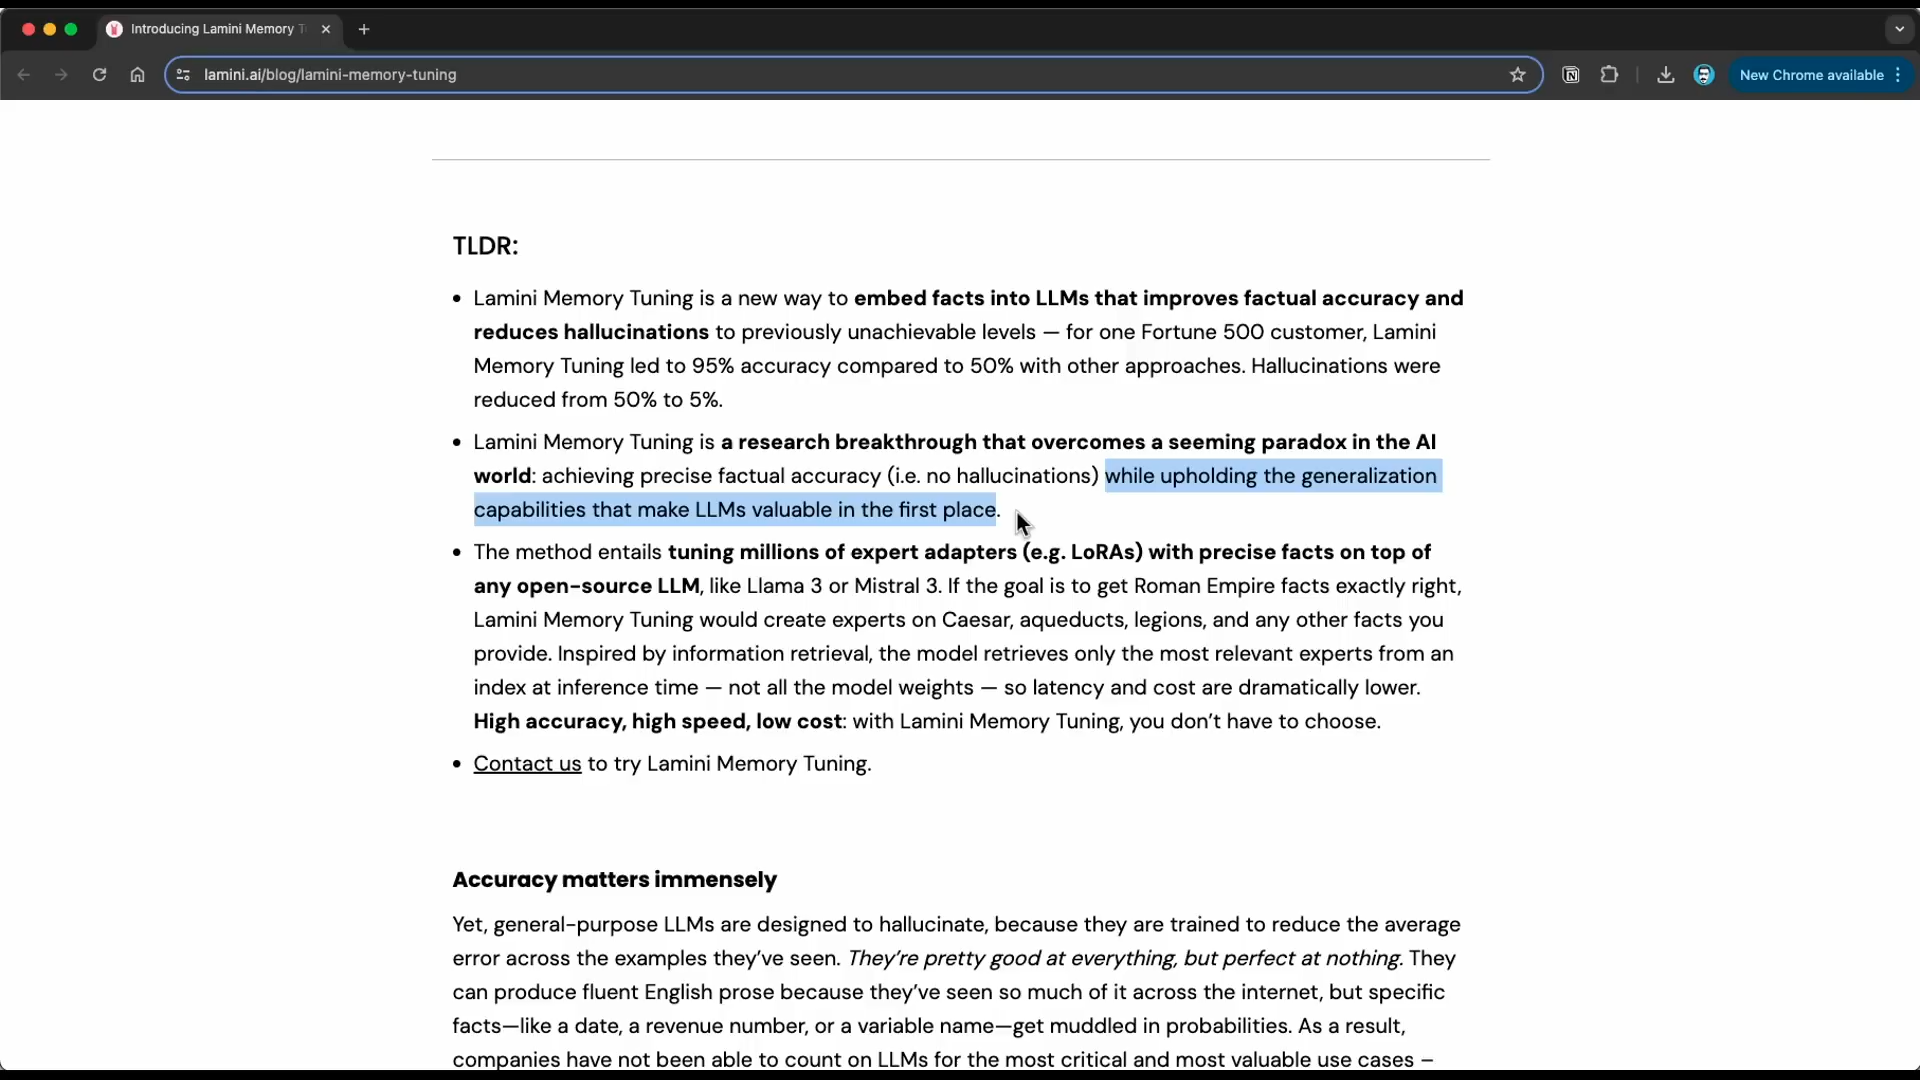 Introducing Lamini Memory T
lamini.ai/blog/lamini-memory-tuning
New Chrome available
TLDR:
• Lamini Memory Tuning is a new way to embed facts into LLMs that improves factual accuracy and
reduces hallucinations to previously unachievable levels — for one Fortune 500 customer, Lamini
Memory Tuning led to 95% accuracy compared to 50% with other approaches. Hallucinations were
reduced from 50% to 5%.
• Lamini Memory Tuning is a research breakthrough that overcomes a seeming paradox in the AI
world: achieving precise factual accuracy (i.e. no hallucinations) while upholding the generalization
capabilities that make LLMs valuable in the first place.
• The method entails tuning millions of expert adapters (e.g. LoRAs) with precise facts on top of
any open-source LLM, like Llama 3 or Mistral 3. If the goal is to get Roman Empire facts exactly right,
Lamini Memory Tuning would create experts on Caesar, aqueducts, legions, and any other facts you
provide. Inspired by information retrieval, the model retrieves only the most relevant experts from an
index at inference time — not all the model weights — so latency and cost are dramatically lower.
High accuracy, high speed, low cost: with Lamini Memory Tuning, you don't have to choose.
• Contact us to try Lamini Memory Tuning.
Accuracy matters immensely
Yet, general-purpose LLMs are designed to hallucinate, because they are trained to reduce the average
error across the examples they've seen. They're pretty good at everything, but perfect at nothing. They
can produce fluent English prose because they've seen so much of it across the internet, but specific
facts—like a date, a revenue number, or a variable name—get muddled in probabilities. As a result,
companies have not been able to count on LLMs for the most critical and most valuable use cases –